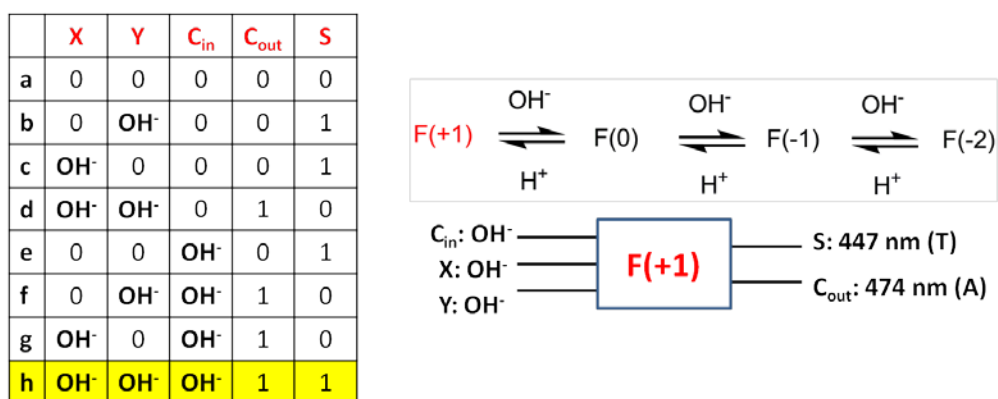 X Y Cin Cout S
a 0 0 0 0 0
b 0 OH- 0 0 1
c OH- 0 0 0 1
d OH- OH- 0 1 0
e 0 0 OH- 0 1
f 0 OH- OH- 1 0
g OH- 0 OH- 1 0
h OH- OH- OH- 1 1
OH- OH- OH-
F(+1) F(0) F(-1) F(-2)
H+ H+ H+
Cin: OH-
X: OH-
Y: OH-
F(+1)
S: 447 nm (T)
Cout: 474 nm (A)